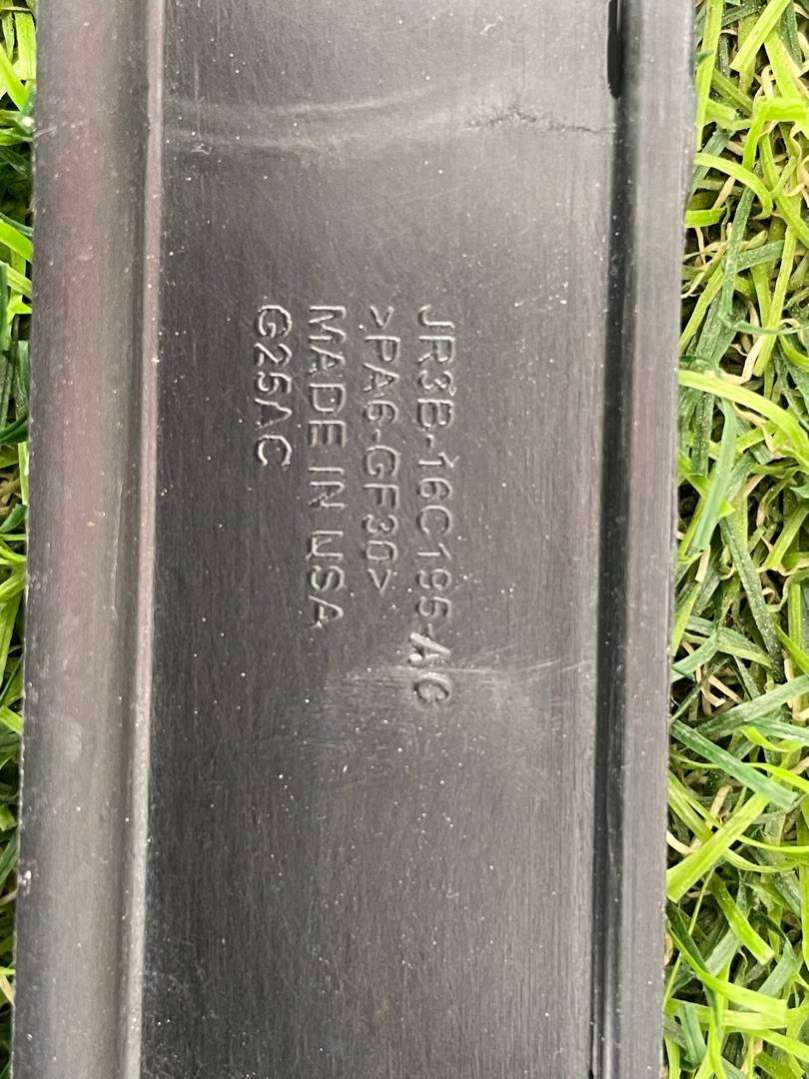 JR3B-16C195-AC
>PA6-GF30<
MADE IN USA
G25AC